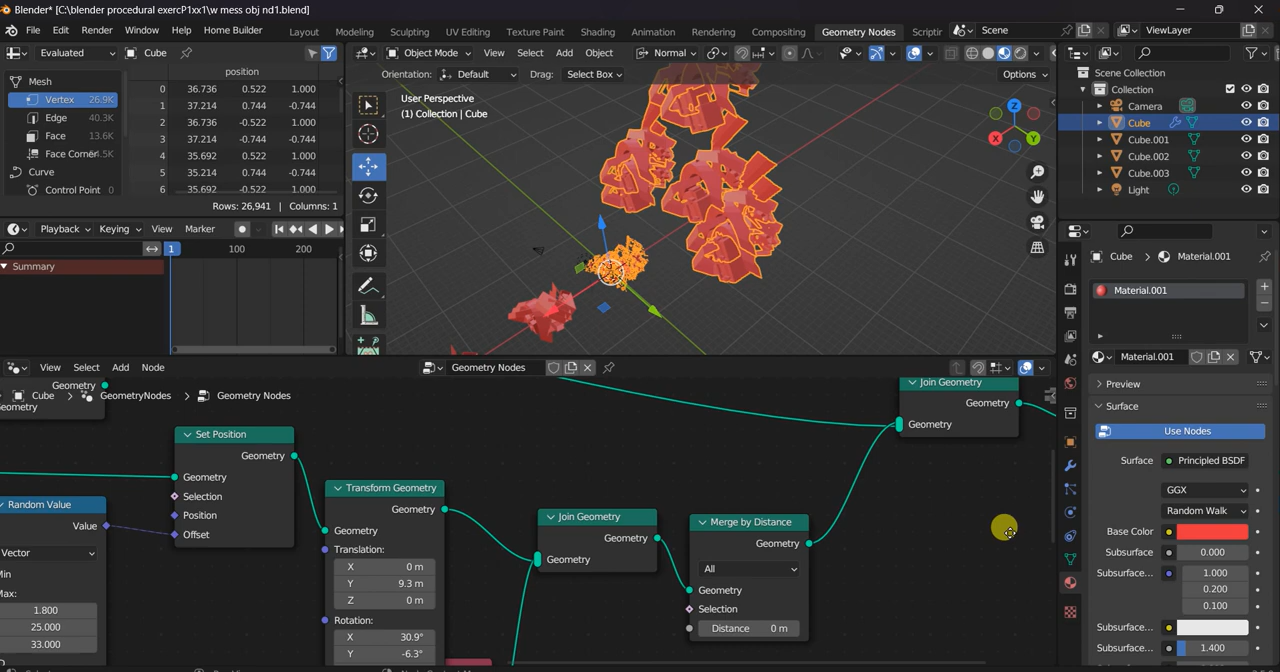 Blender* [C:\blender procedural exercP1xx1\w mess obj nd1.blend]
File Edit Render Window Help Home Builder Layout Modeling Sculpting UV Editing Texture Paint Shading Animation Rendering Compositing Geometry Nodes Scriptin Scene ViewLayer
Evaluated Cube
position
Mesh
Vertex 26.9K
Edge 40.3K
Face 13.6K
Face Corner
Curve
Control Point 0
0 36.736 0.522 1.000
1 37.214 0.744 -0.744
2 36.736 -0.522 1.000
3 37.214 -0.744 -0.744
4 35.692 0.522 1.000
5 35.214 0.744 -0.744
6 35.692 -0.522 1.000
Rows: 26,941 | Columns: 1
Playback Keying View Marker
1 100 200
Summary
Object Mode View Select Add Object Normal
Orientation: Default Drag: Select Box Options
User Perspective
(1) Collection | Cube
Z
X
Y
Scene Collection
Collection
Camera
Cube
Cube.001
Cube.002
Cube.003
Light
Cube > Material.001
Material.001
Material.001
Preview
Surface
Use Nodes
Surface Principled BSDF
GGX
Random Walk
Base Color
Subsurface 0.000
Subsurface... 1.000
0.200
0.100
Subsurface...
Subsurface... 1.400
View Select Add Node Geometry Nodes
Geometry
Cube > GeometryNodes > Geometry Nodes
eometry
Set Position
Geometry
Geometry
Selection
Position
Offset
Random Value
Value
Vector
Min
Max:
1.800
25.000
33.000
Transform Geometry
Geometry
Geometry
Translation:
X 0 m
Y 9.3 m
Z 0 m
Rotation:
X 30.9°
Y -6.3°
Join Geometry
Geometry
Geometry
Merge by Distance
Geometry
All
Geometry
Selection
Distance 0 m
Join Geometry
Geometry
Geometry